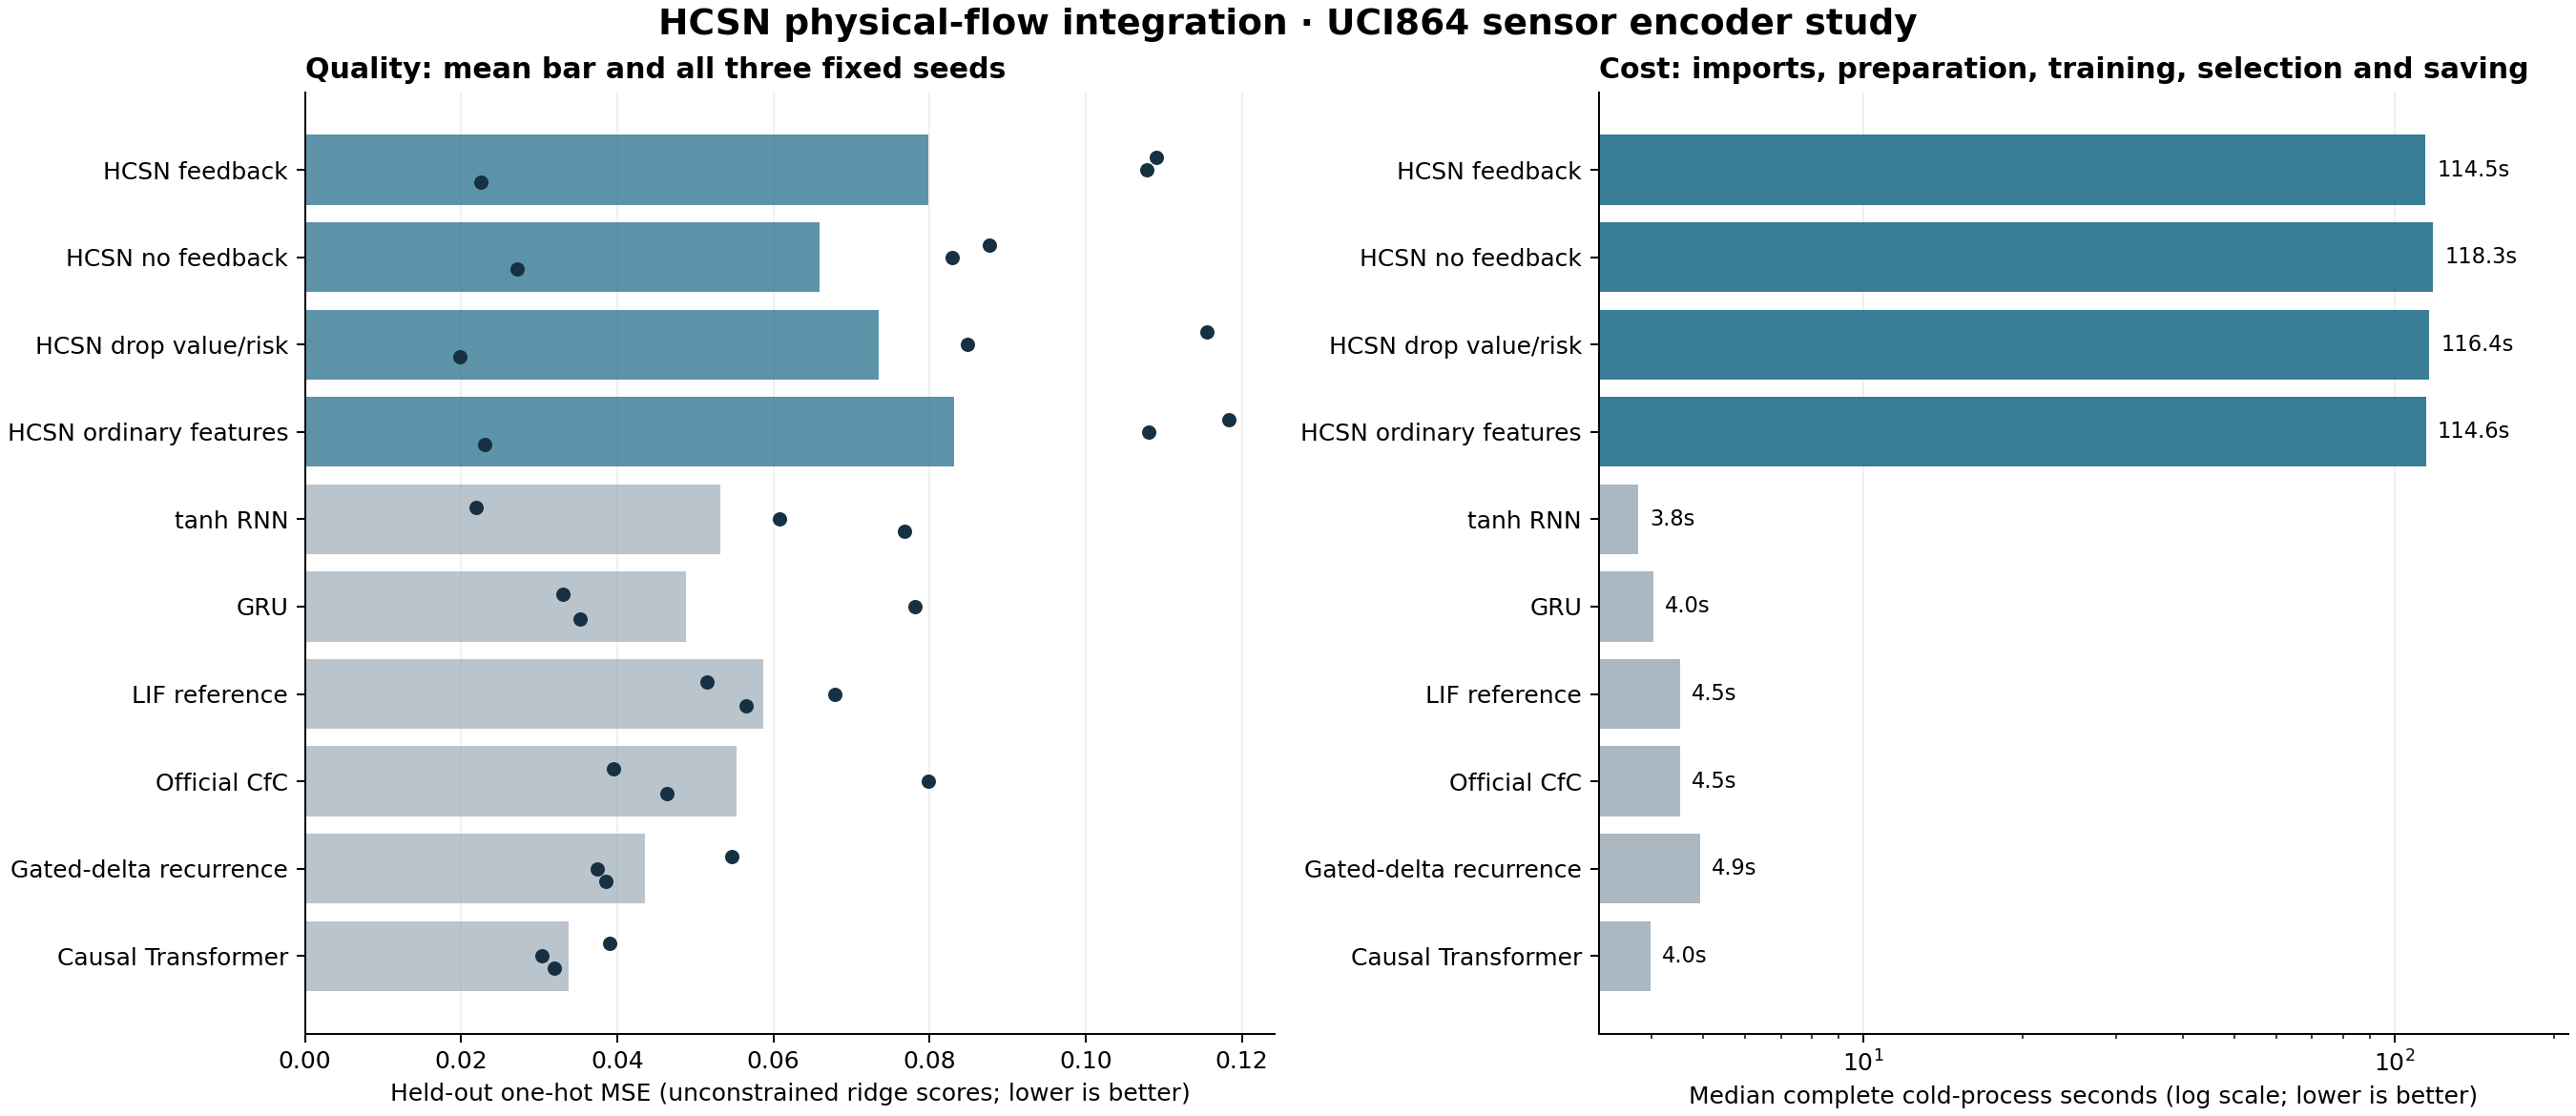 HCSN physical-flow integration · UCI864 sensor encoder study
Quality: mean bar and all three fixed seeds
HCSN feedback
HCSN no feedback
HCSN drop value/risk
HCSN ordinary features
tanh RNN
GRU
LIF reference
Official CfC
Gated-delta recurrence
Causal Transformer
0.00 0.02 0.04 0.06 0.08 0.10 0.12
Held-out one-hot MSE (unconstrained ridge scores; lower is better)
Cost: imports, preparation, training, selection and saving
HCSN feedback 114.5s
HCSN no feedback 118.3s
HCSN drop value/risk 116.4s
HCSN ordinary features 114.6s
tanh RNN 3.8s
GRU 4.0s
LIF reference 4.5s
Official CfC 4.5s
Gated-delta recurrence 4.9s
Causal Transformer 4.0s
10¹ 10²
Median complete cold-process seconds (log scale; lower is better)